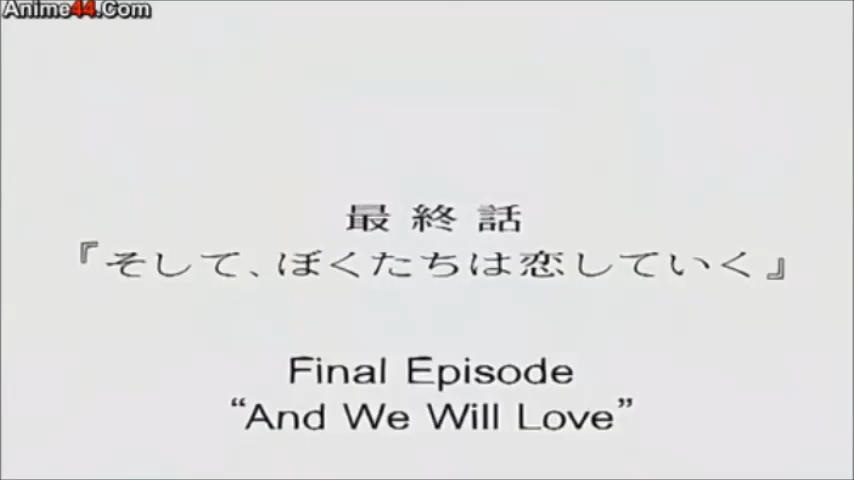 Anime44.Com
最終話
『そして、ぼくたちは恋していく』
Final Episode
“And We Will Love”